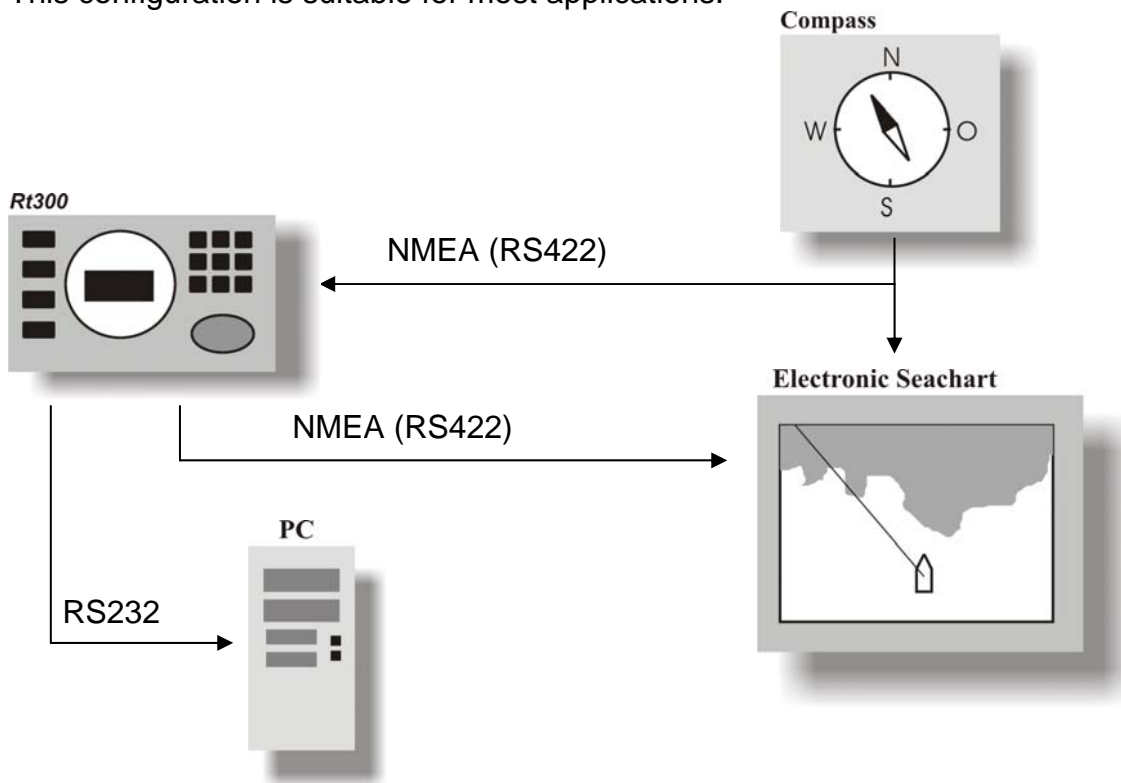 This configuration is suitable for most applications.
Compass
N
W
O
S
Rt300
NMEA (RS422)
Electronic Seachart
NMEA (RS422)
PC
RS232